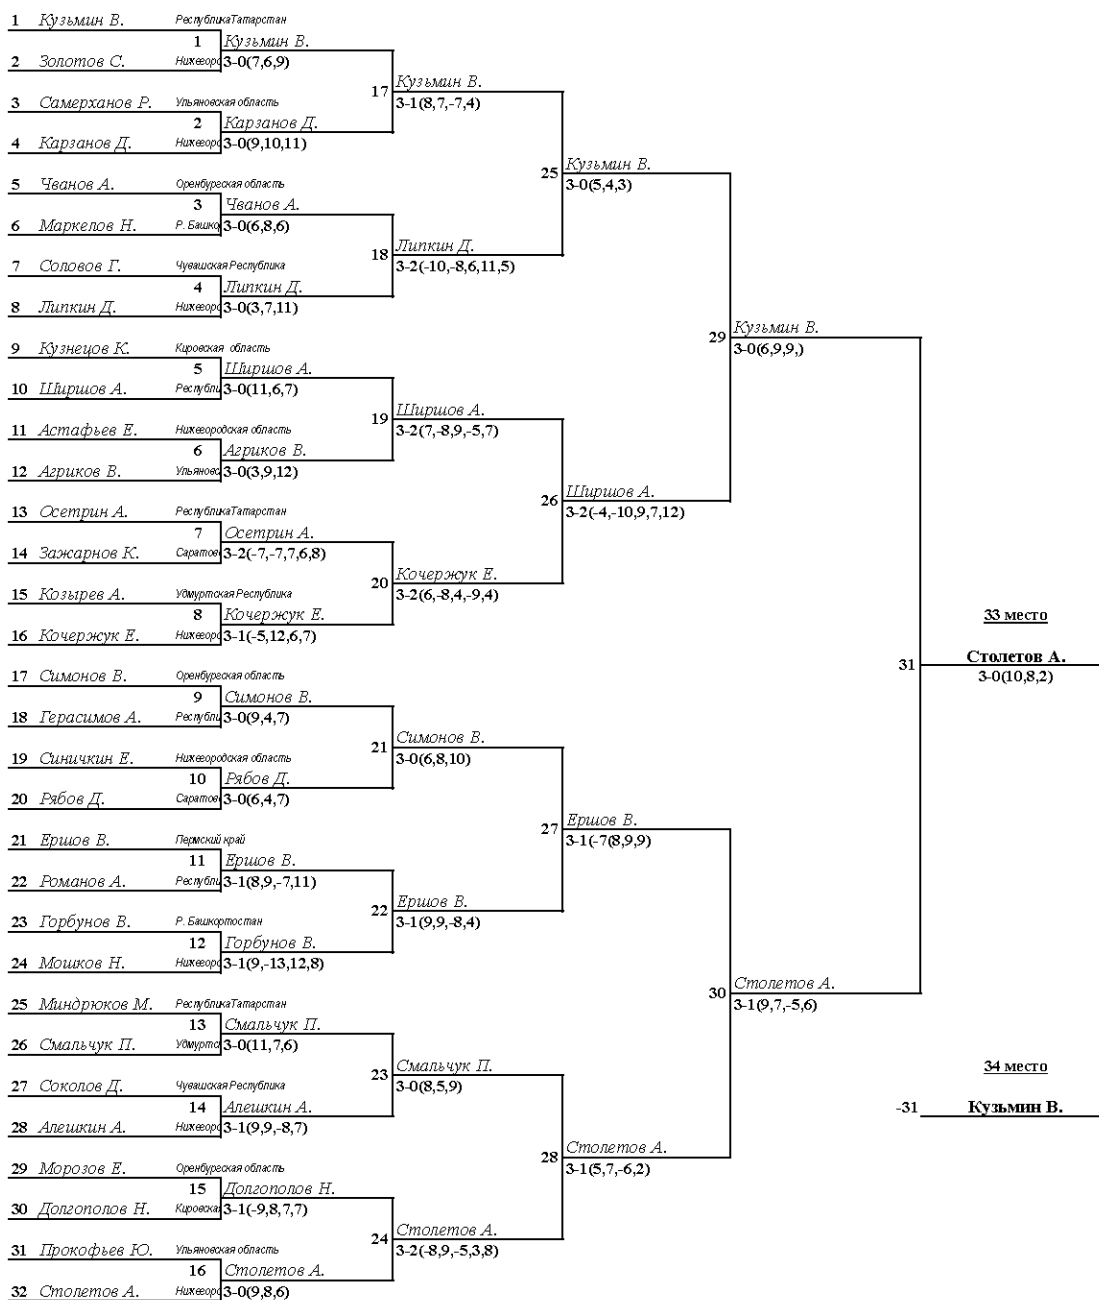 1 Кузьмин В. РеспубликаТатарстан
1 Кузьмин В.
2 Золотов С. Нижегоро 3-0(7,6,9)
17 Кузьмин В.
3-1(8,7,-7,4)
3 Самерханов Р. Ульяновская область
2 Карзанов Д.
4 Карзанов Д. Нижегоро 3-0(9,10,11)
25 Кузьмин В.
3-0(5,4,3)
5 Чванов А. Оренбургская область
3 Чванов А.
6 Маркелов Н. Р. Башко 3-0(6,8,6)
18 Липкин Д.
3-2(-10,-8,6,11,5)
7 Соловов Г. Чувашская Республика
4 Липкин Д.
8 Липкин Д. Нижегоро 3-0(3,7,11)
29 Кузьмин В.
3-0(6,9,9,)
9 Кузнецов К. Кировская область
5 Ширшов А.
10 Ширшов А. Республи 3-0(11,6,7)
19 Ширшов А.
3-2(7,-8,9,-5,7)
11 Астафьев Е. Нижегородская область
6 Агриков В.
12 Агриков В. Ульяновс 3-0(3,9,12)
26 Ширшов А.
3-2(-4,-10,9,7,12)
13 Осетрин А. РеспубликаТатарстан
7 Осетрин А.
14 Зажарнов К. Саратов 3-2(-7,-7,7,6,8)
20 Кочержук Е.
3-2(6,-8,4,-9,4)
15 Козырев А. Удмуртская Республика
8 Кочержук Е.
16 Кочержук Е. Нижегоро 3-1(-5,12,6,7)
33 место
31 Столетов А.
3-0(10,8,2)
17 Симонов В. Оренбургская область
9 Симонов В.
18 Герасимов А. Республи 3-0(9,4,7)
21 Симонов В.
3-0(6,8,10)
19 Синичкин Е. Нижегородская область
10 Рябов Д.
20 Рябов Д. Саратов 3-0(6,4,7)
27 Ершов В.
3-1(-7(8,9,9)
21 Ершов В. Пермский край
11 Ершов В.
22 Романов А. Республи 3-1(8,9,-7,11)
22 Ершов В.
3-1(9,9,-8,4)
23 Горбунов В. Р. Башкортостан
12 Горбунов В.
24 Мошков Н. Нижегоро 3-1(9,-13,12,8)
30 Столетов А.
3-1(9,7,-5,6)
25 Миндрюков М. РеспубликаТатарстан
13 Смальчук П.
26 Смальчук П. Удмуртс 3-0(11,7,6)
23 Смальчук П.
3-0(8,5,9)
34 место
27 Соколов Д. Чувашская Республика
14 Алешкин А.
-31 Кузьмин В.
28 Алешкин А. Нижегоро 3-1(9,9,-8,7)
28 Столетов А.
3-1(5,7,-6,2)
29 Морозов Е. Оренбургская область
15 Долгополов Н.
30 Долгополов Н. Кировска 3-1(-9,8,7,7)
24 Столетов А.
3-2(-8,9,-5,3,8)
31 Прокофьев Ю. Ульяновская область
16 Столетов А.
32 Столетов А. Нижегоро 3-0(9,8,6)